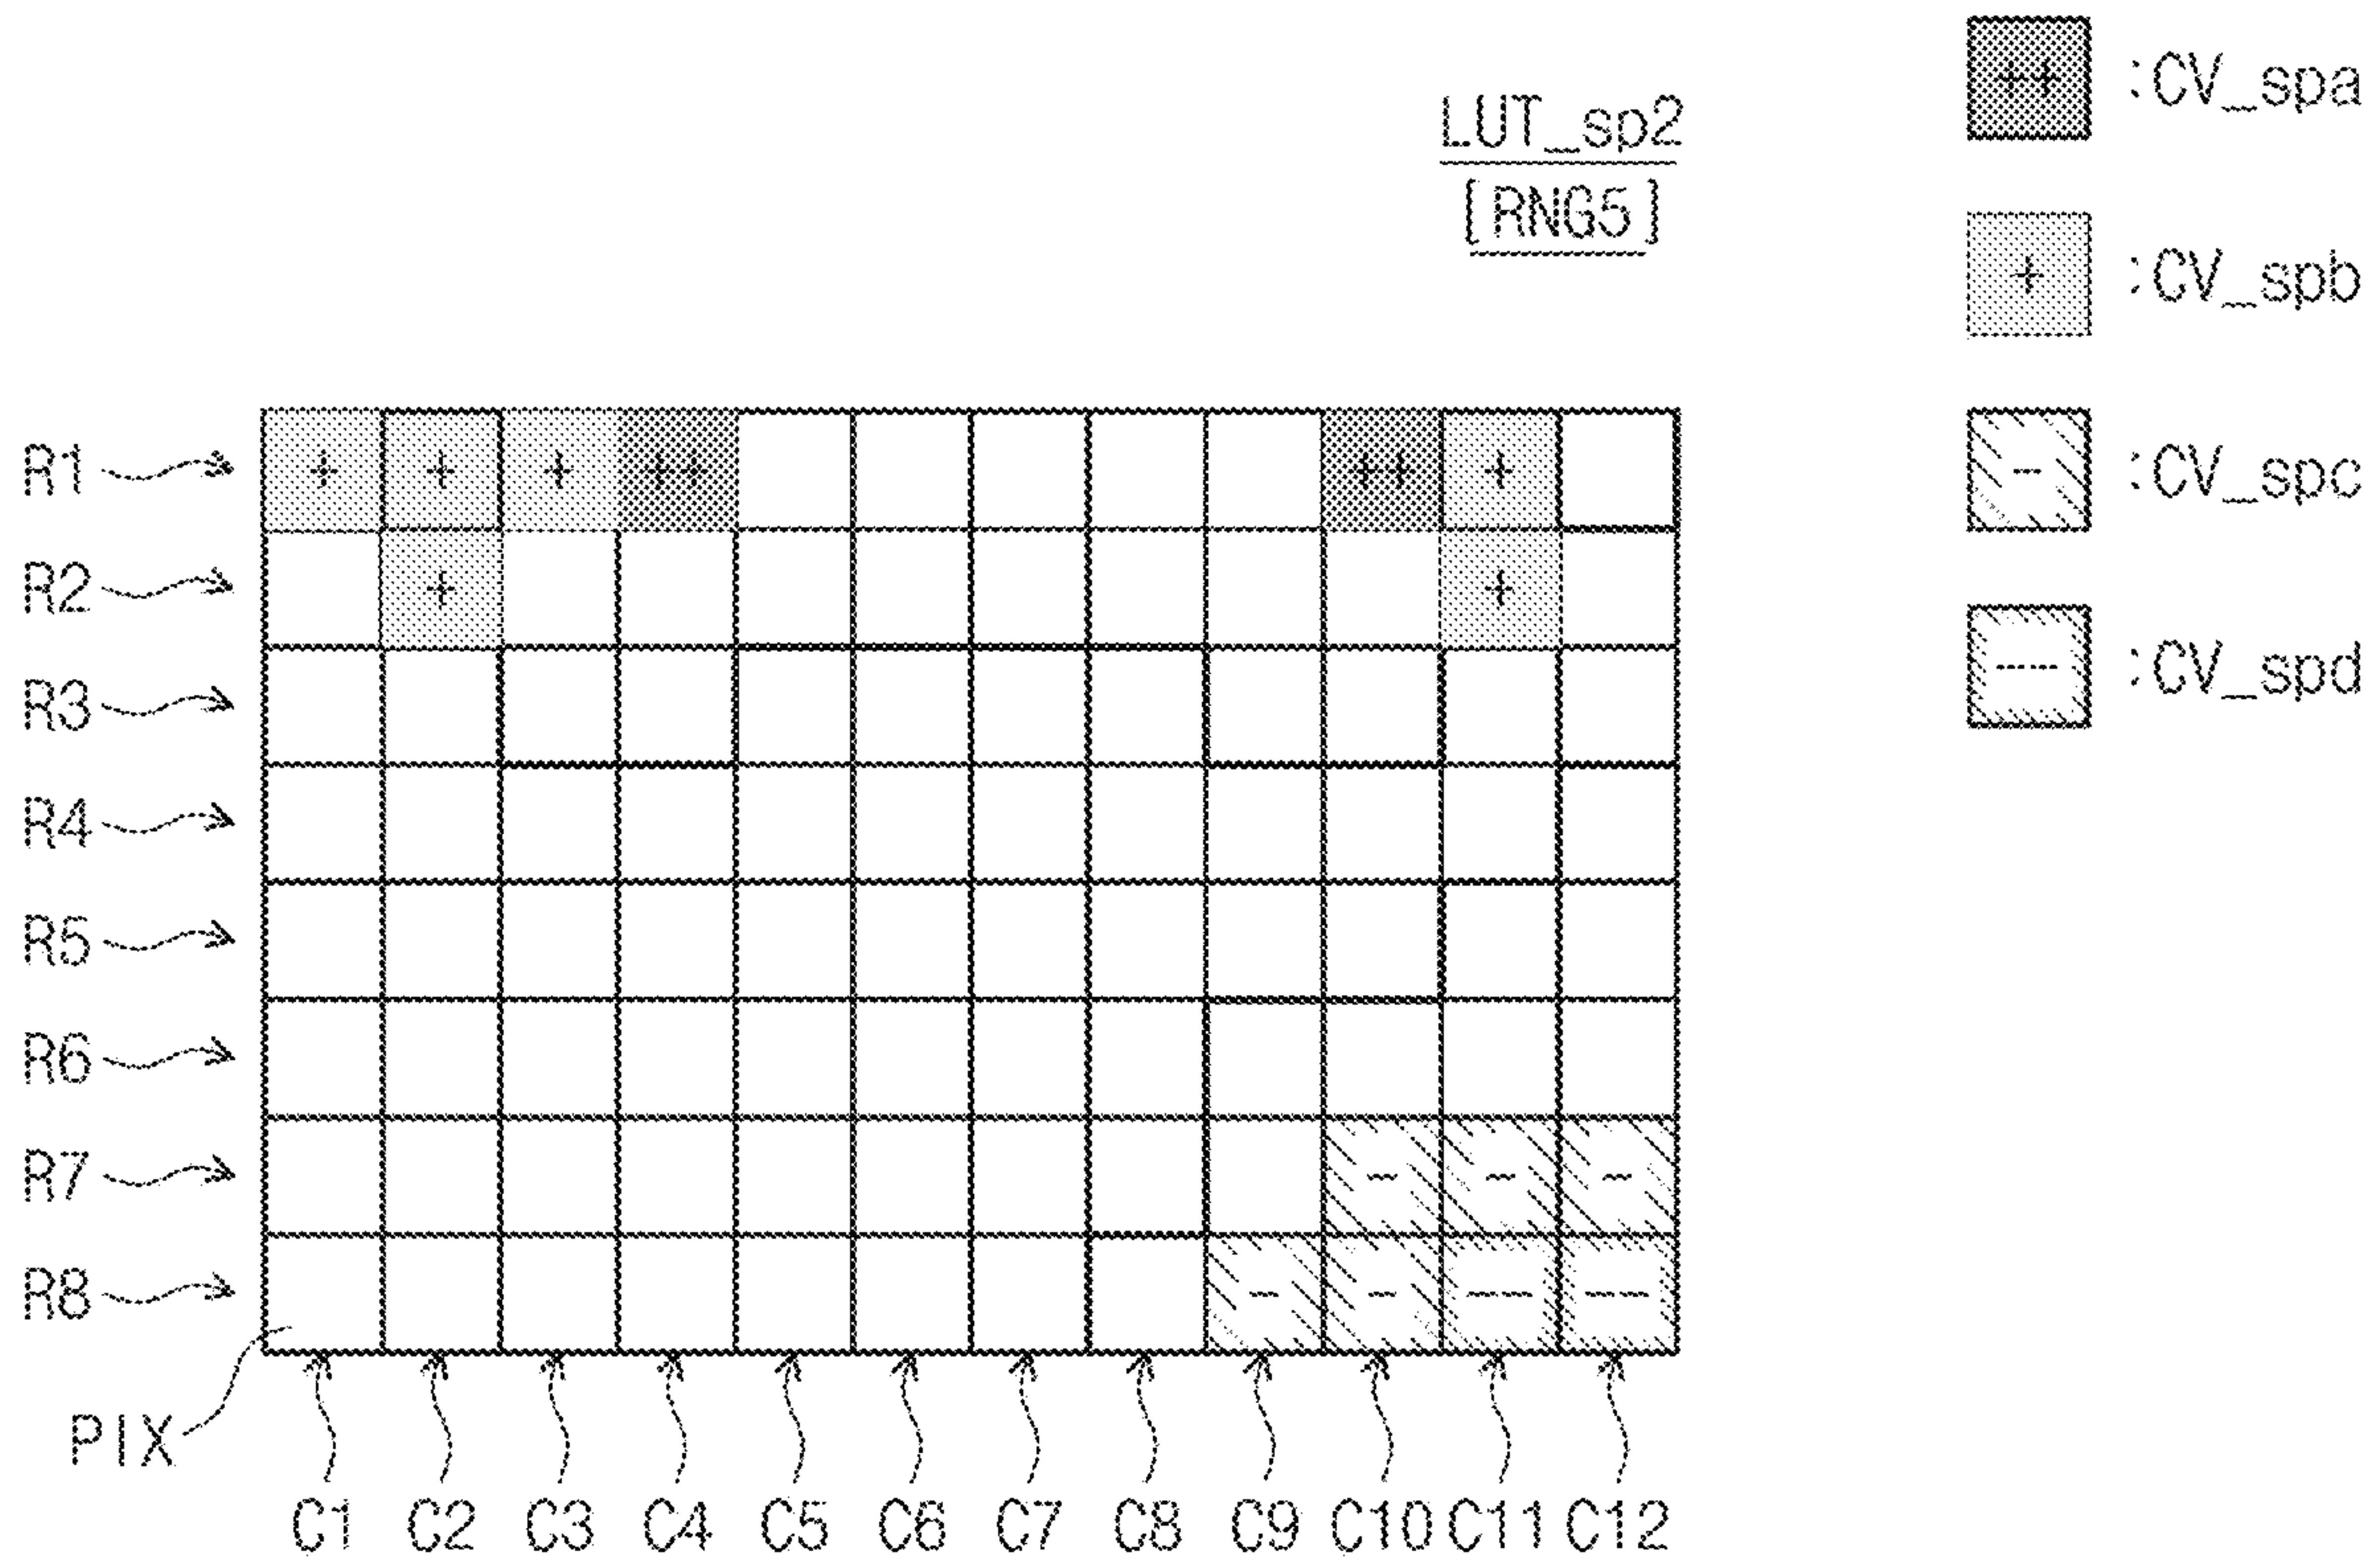 LUT_sp2
[RNG5]
++ :CV_spa
+ :CV_spb
- :CV_spc
-- :CV_spd
R1 + + + ++ ++ +
R2 + +
R3
R4
R5
R6
R7 - - -
R8 - - -- --
PIX
C1 C2 C3 C4 C5 C6 C7 C8 C9 C10 C11 C12